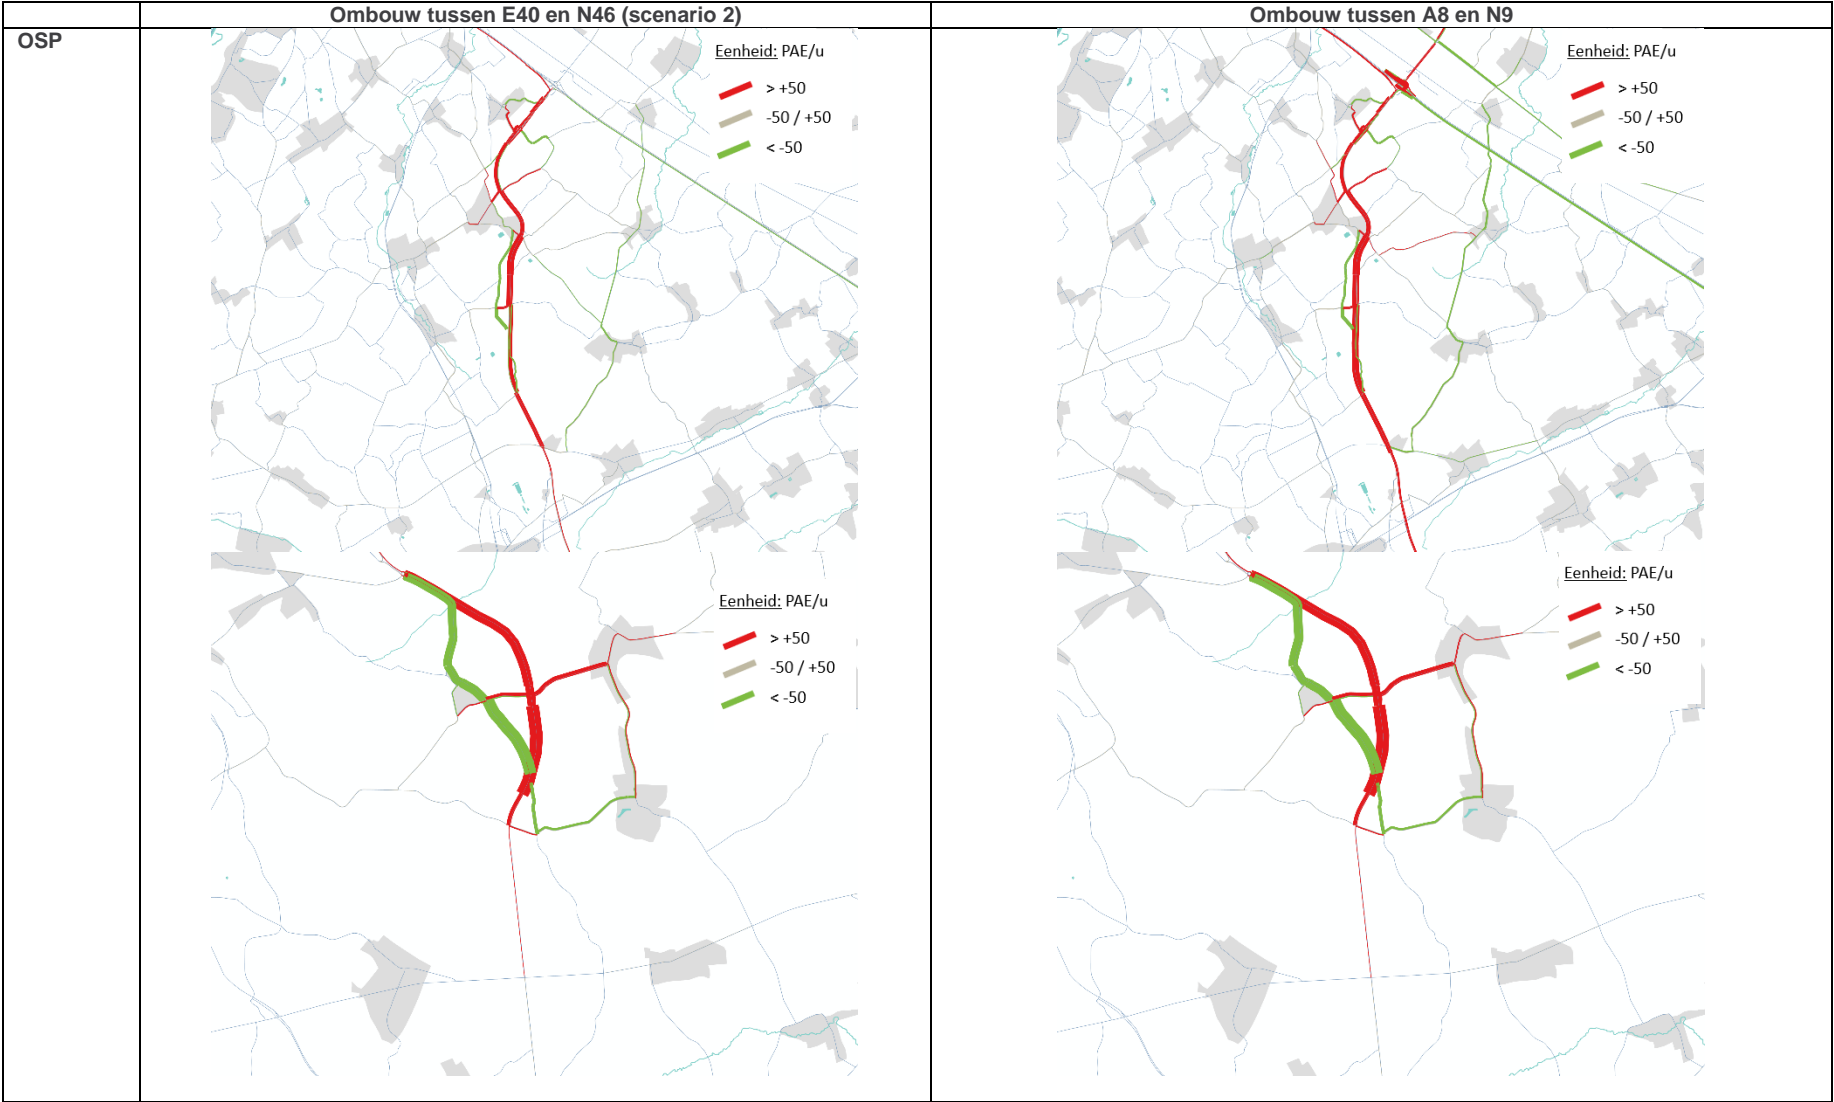 Ombouw tussen E40 en N46 (scenario 2)
Ombouw tussen A8 en N9
OSP
Eenheid: PAE/u
> +50
-50 / +50
< -50
Eenheid: PAE/u
> +50
-50 / +50
< -50
Eenheid: PAE/u
> +50
-50 / +50
< -50
Eenheid: PAE/u
> +50
-50 / +50
< -50